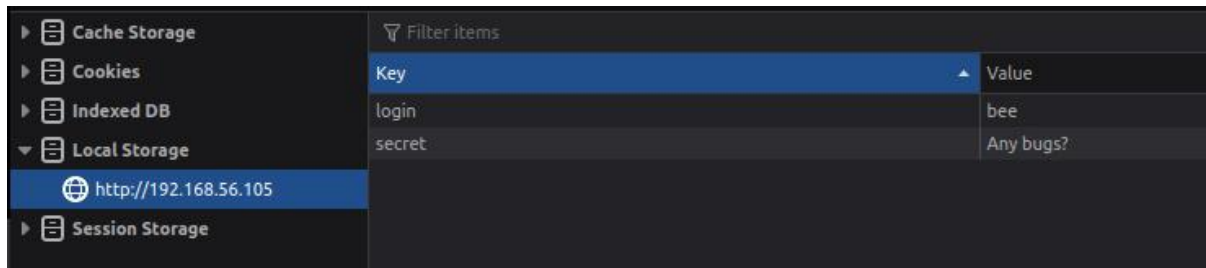 Cache Storage
Cookies
Indexed DB
Local Storage
http://192.168.56.105
Session Storage
Filter items
Key Value
login bee
secret Any bugs?